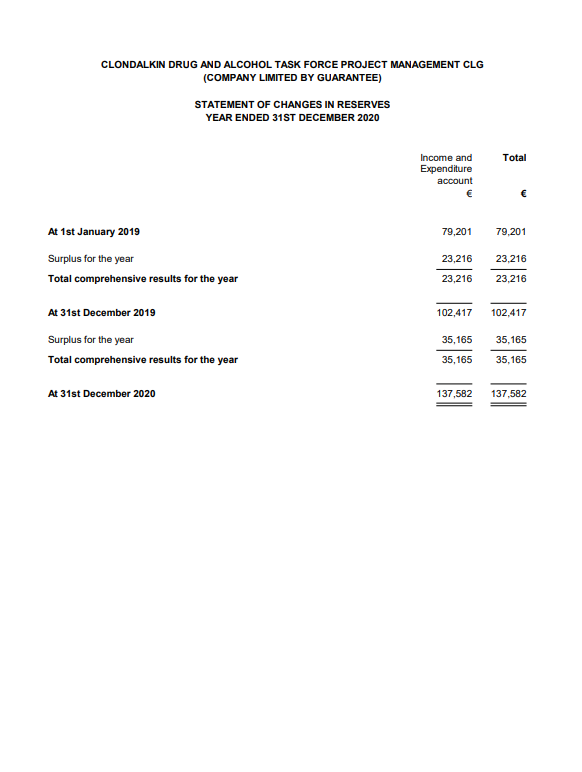 CLONDALKIN DRUG AND ALCOHOL TASK FORCE PROJECT MANAGEMENT CLG
(COMPANY LIMITED BY GUARANTEE)
STATEMENT OF CHANGES IN RESERVES
YEAR ENDED 31ST DECEMBER 2020
Income and Total
Expenditure
account
€ €
At 1st January 2019 79,201 79,201
Surplus for the year 23,216 23,216
Total comprehensive results for the year 23,216 23,216
At 31st December 2019 102,417 102,417
Surplus for the year 35,165 35,165
Total comprehensive results for the year 35,165 35,165
At 31st December 2020 137,582 137,582